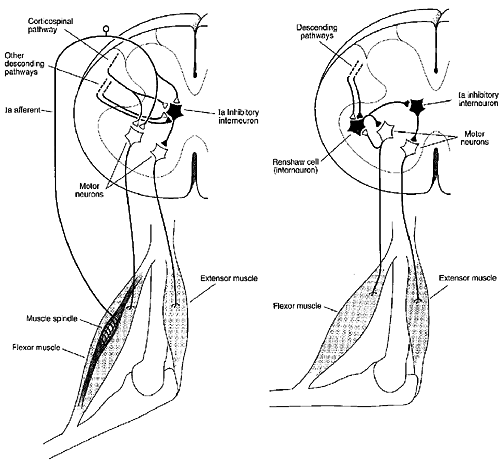 Corticospinal
pathway
Other
desconding
pathways
Ia afferent
Ia Inhibitory
interneuron
Motor
neurons
Extensor muscle
Muscle spindle
Flexor muscle
Descending
pathways
Ia inhibitory
interneuron
Renshaw cell
(interneuron)
Motor
neurons
Flexor muscle
Extensor muscle